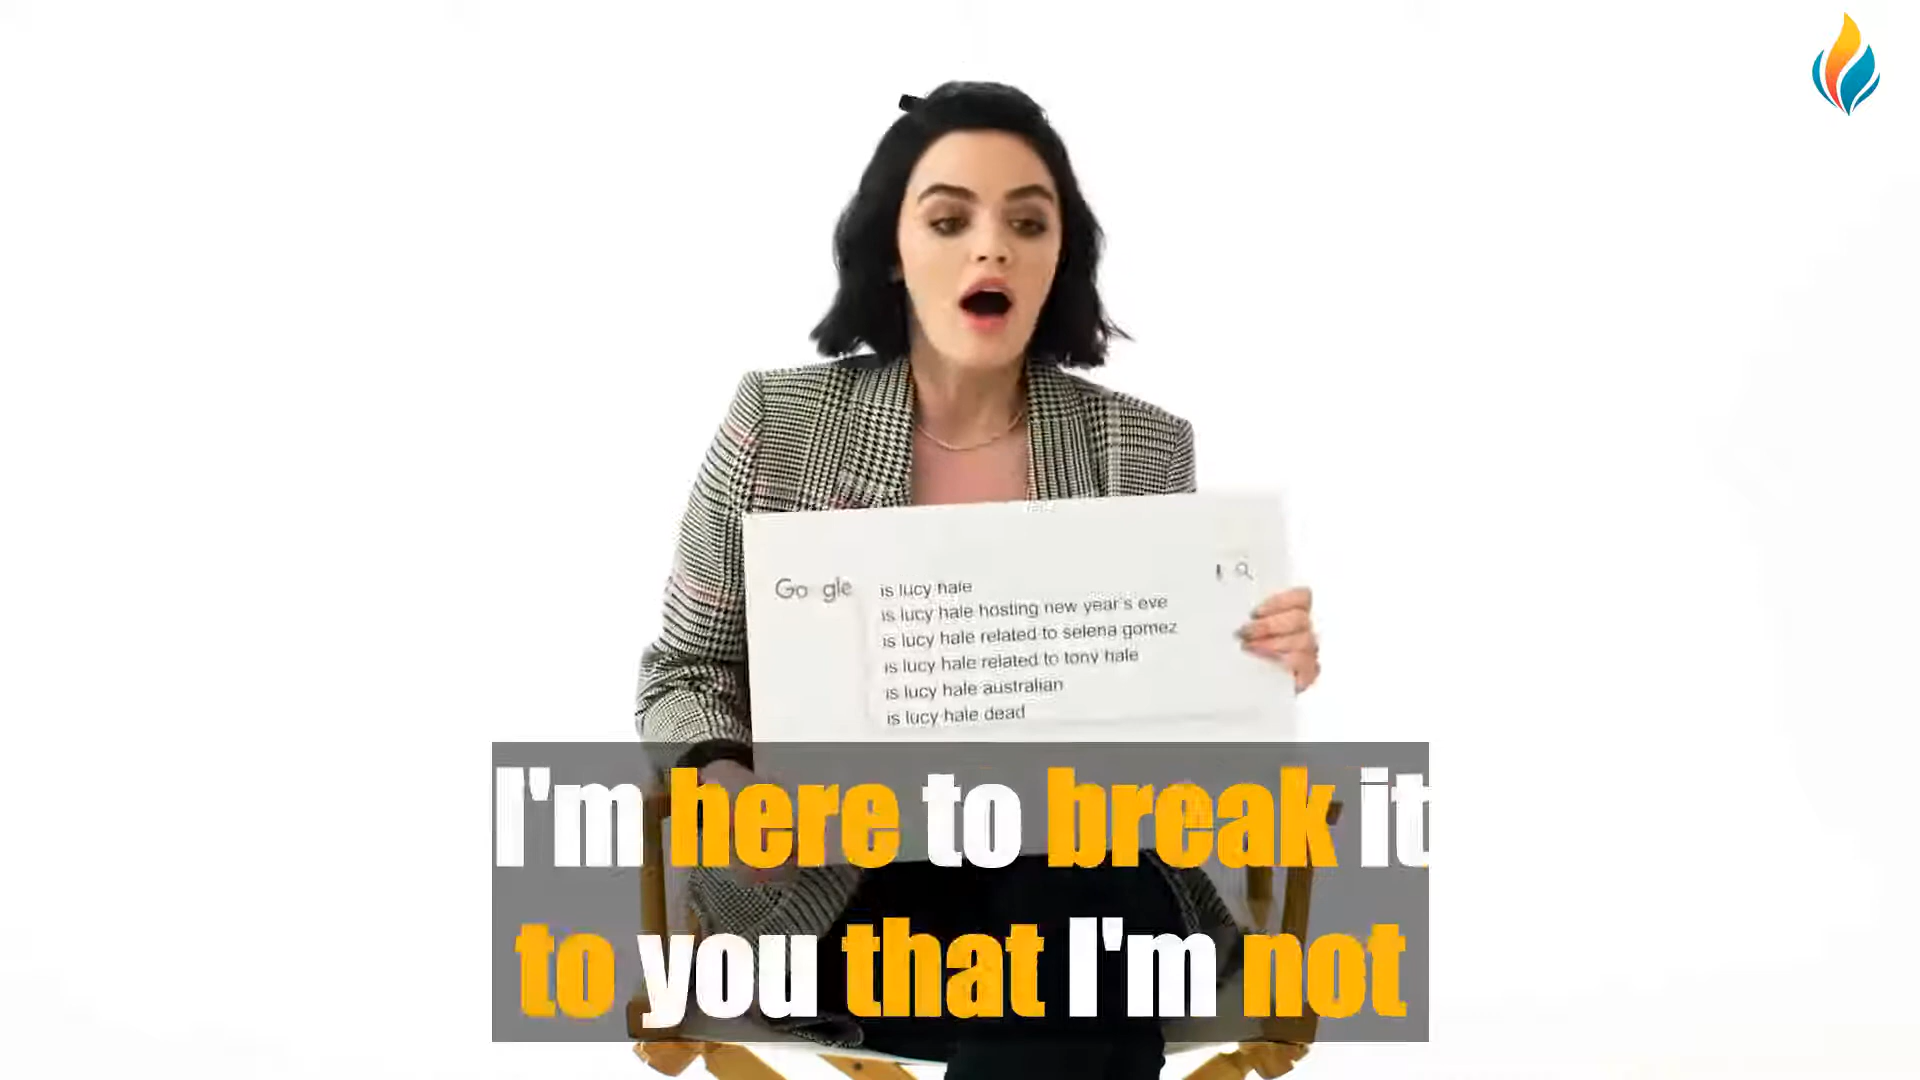 Google is lucy hale
is lucy hale hosting new year's eve
is lucy hale related to selena gomez
is lucy hale related to tony hale
is lucy hale australian
is lucy hale dead
I'm here to break it
to you that I'm not